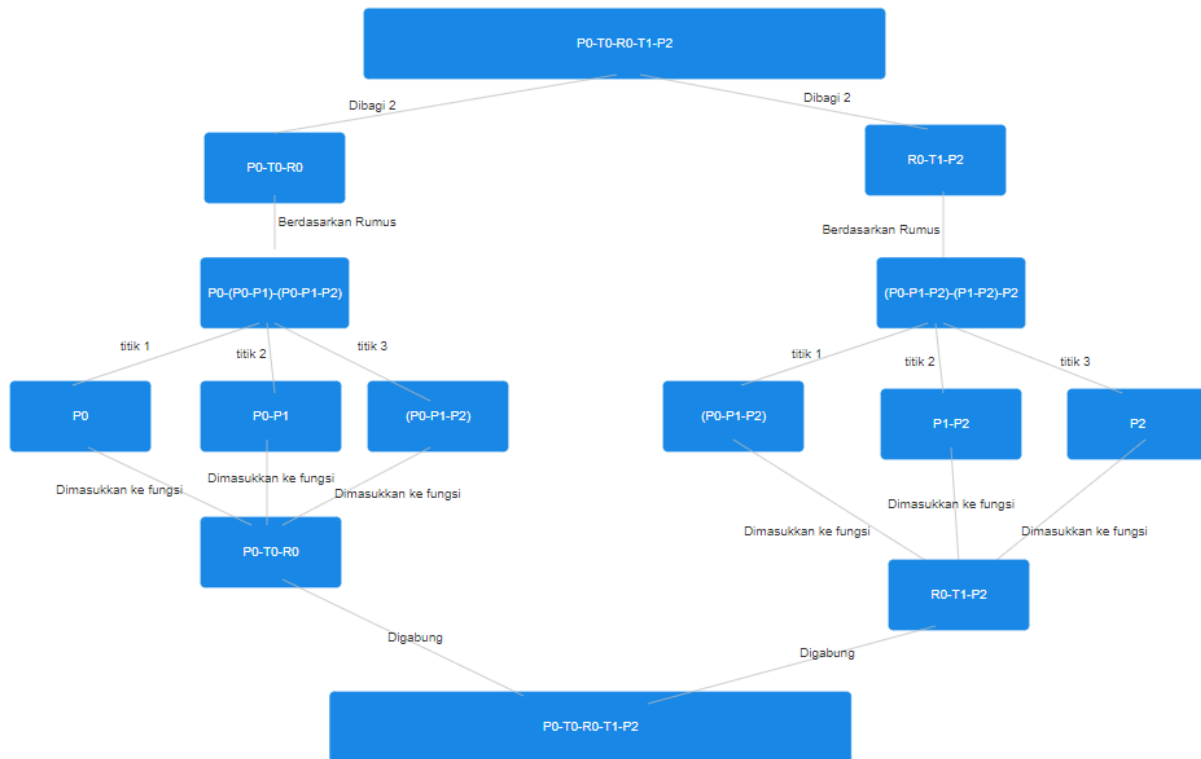 P0-T0-R0-T1-P2
Dibagi 2
Dibagi 2
P0-T0-R0
R0-T1-P2
Berdasarkan Rumus
Berdasarkan Rumus
P0-(P0-P1)-(P0-P1-P2)
(P0-P1-P2)-(P1-P2)-P2
titik 1
titik 2
titik 3
titik 1
titik 2
titik 3
P0
P0-P1
(P0-P1-P2)
(P0-P1-P2)
P1-P2
P2
Dimasukkan ke fungsi
Dimasukkan ke fungsi
Dimasukkan ke fungsi
Dimasukkan ke fungsi
Dimasukkan ke fungsi
Dimasukkan ke fungsi
P0-T0-R0
R0-T1-P2
Digabung
Digabung
P0-T0-R0-T1-P2